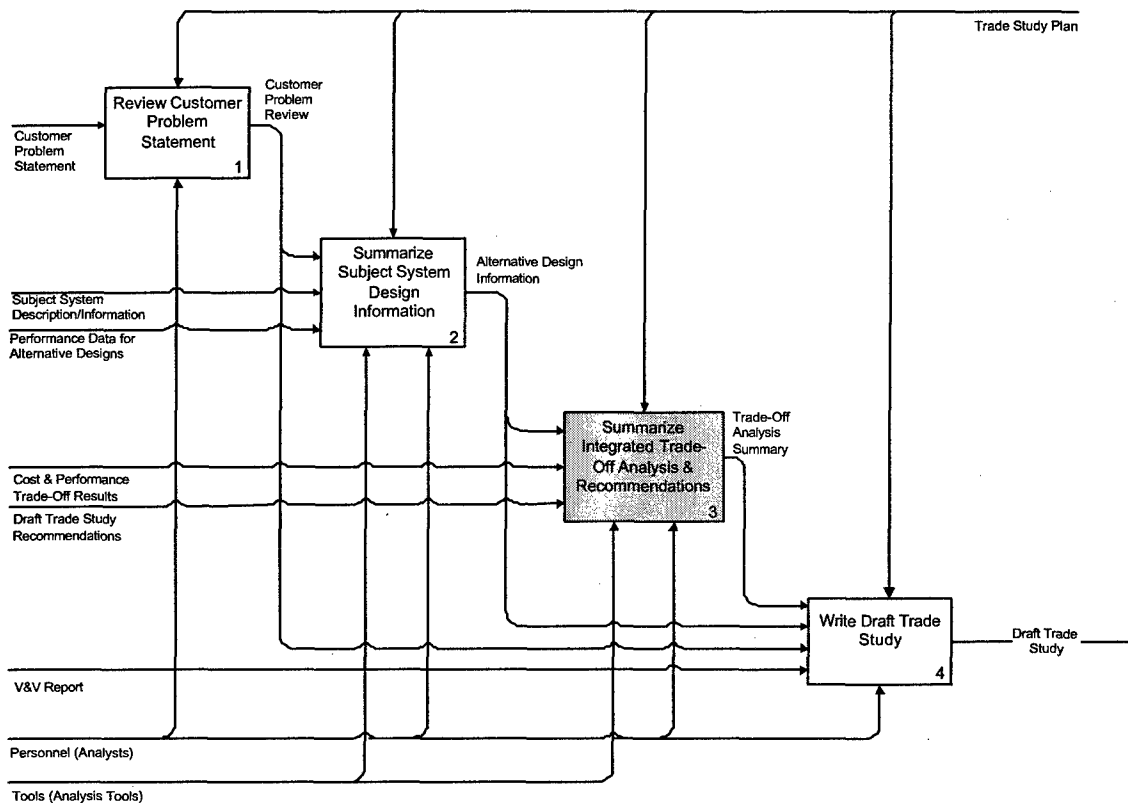 Trade Study Plan
Review Customer
Problem
Statement
1
Customer
Problem
Review
Customer
Problem
Statement
Summarize
Subject System
Design
Information
2
Alternative Design
Information
Subject System
Description/Information
Performance Data for
Alternative Designs
Summarize
Integrated Trade-
Off Analysis &
Recommendations
3
Trade-Off
Analysis
Summary
Cost & Performance
Trade-Off Results
Draft Trade Study
Recommendations
Write Draft Trade
Study
4
Draft Trade
Study
V&V Report
Personnel (Analysts)
Tools (Analysis Tools)